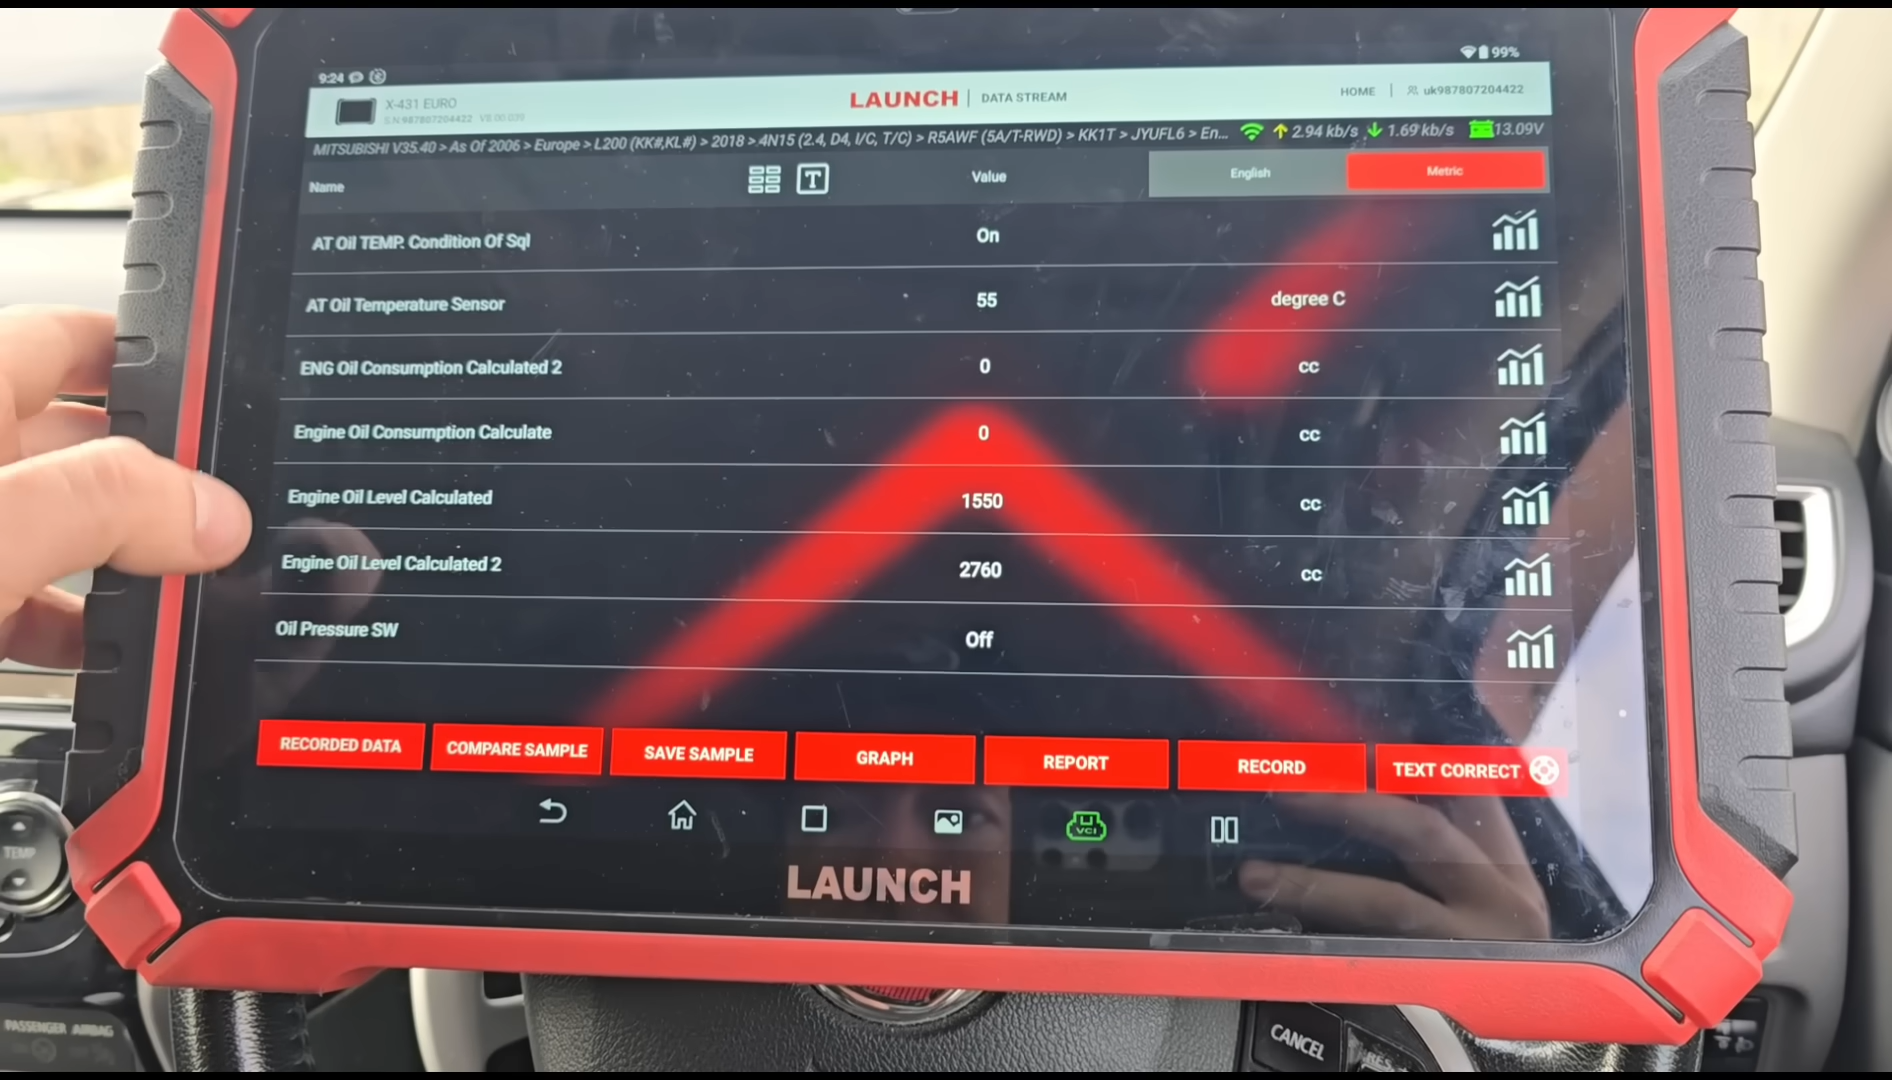 9:24
99%
X-431 EURO
S.N:987807204422 V8.00.039
LAUNCH | DATA STREAM
HOME | uk987807204422
MITSUBISHI V35.40 > As Of 2006 > Europe > L200 (KK#,KL#) > 2018 > 4N15 (2.4, D4, I/C, T/C) > R5AWF (5A/T-RWD) > KK1T > JYUFL6 > En...
2.94 kb/s 1.69 kb/s 13.09V
Name T Value English Metric
AT Oil TEMP. Condition Of Sql On
AT Oil Temperature Sensor 55 degree C
ENG Oil Consumption Calculated 2 0 cc
Engine Oil Consumption Calculate 0 cc
Engine Oil Level Calculated 1550 cc
Engine Oil Level Calculated 2 2760 cc
Oil Pressure SW Off
RECORDED DATA COMPARE SAMPLE SAVE SAMPLE GRAPH REPORT RECORD TEXT CORRECT
VCI
LAUNCH
TEMP
PASSENGER AIRBAG
CANCEL
RES